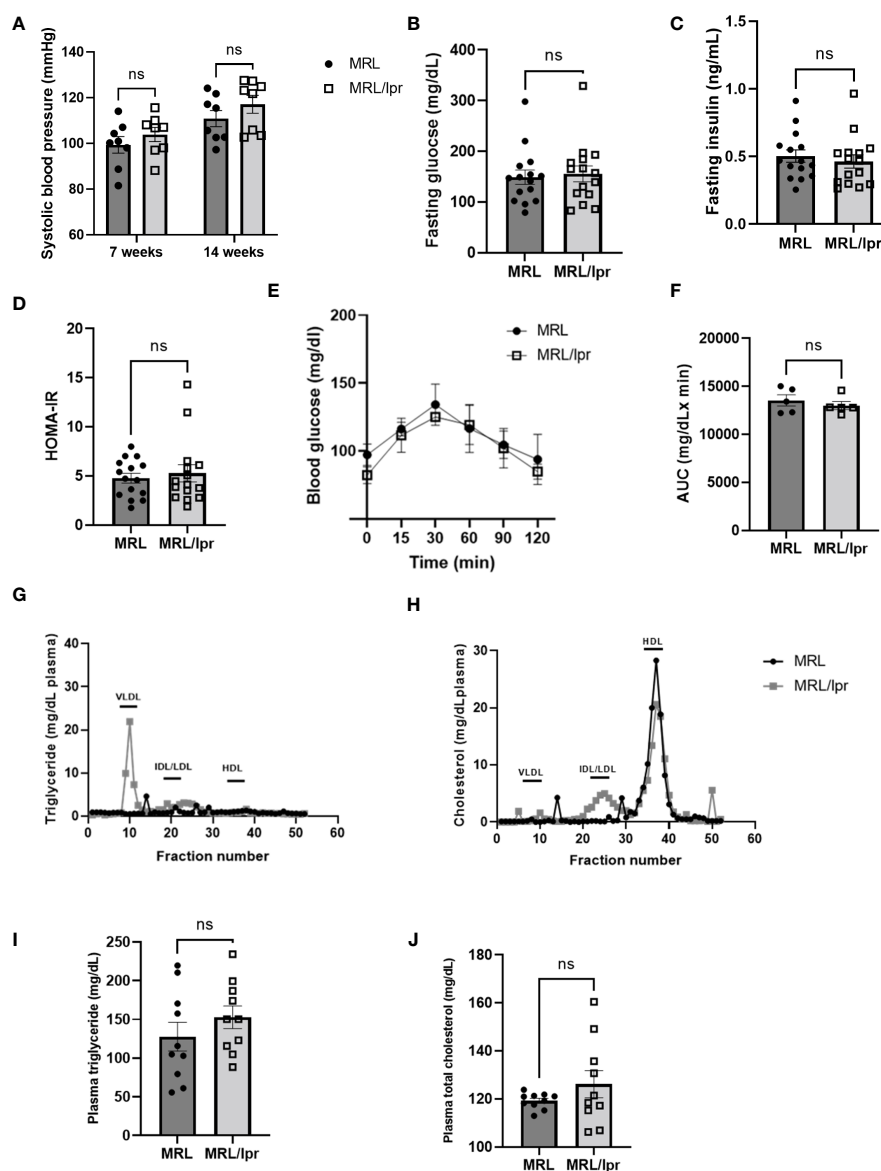 A
Systolic blood pressure (mmHg)
140
120
100
80
60
ns
ns
7 weeks
14 weeks
MRL
MRL/lpr
B
Fasting glucose (mg/dL)
400
300
200
100
0
ns
MRL
MRL/lpr
C
Fasting insulin (ng/mL)
1.5
1.0
0.5
0.0
ns
MRL
MRL/lpr
D
HOMA-IR
20
15
10
5
0
ns
MRL
MRL/lpr
E
Blood glucose (mg/dl)
200
150
100
0
15
30
60
90
120
Time (min)
MRL
MRL/lpr
F
AUC (mg/dLx min)
20000
15000
10000
5000
0
ns
MRL
MRL/lpr
G
Triglyceride (mg/dL plasma)
40
30
20
10
0
VLDL
IDL/LDL
HDL
0
10
20
30
40
50
60
Fraction number
H
Cholesterol (mg/dLplasma)
30
20
10
0
VLDL
IDL/LDL
HDL
0
10
20
30
40
50
60
Fraction number
MRL
MRL/lpr
I
Plasma triglyceride (mg/dL)
250
200
150
100
50
0
ns
MRL
MRL/lpr
J
Plasma total cholesterol (mg/dL)
180
160
140
120
100
ns
MRL
MRL/lpr